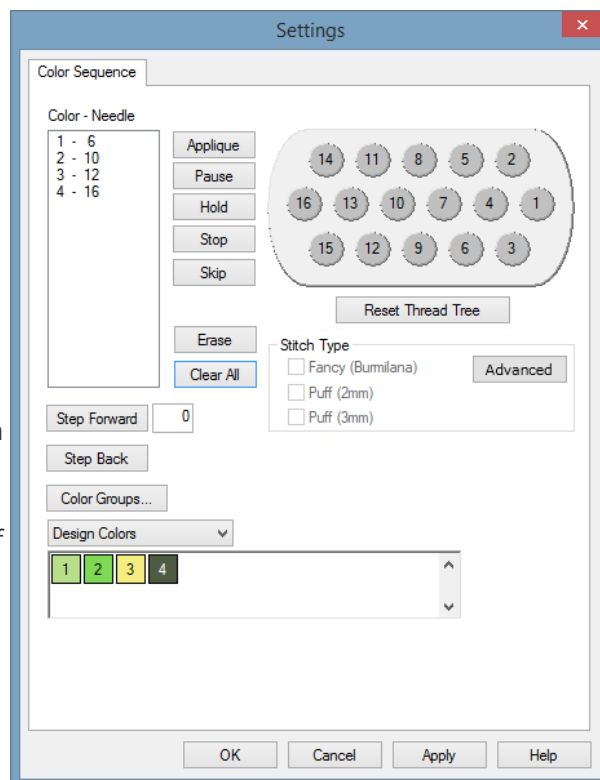 Settings
Color Sequence
Color - Needle
1 - 6
2 - 10
3 - 12
4 - 16
Applique
Pause
Hold
Stop
Skip
Erase
Clear All
14 11 8 5 2
16 13 10 7 4 1
15 12 9 6 3
Reset Thread Tree
Stitch Type
Fancy (Burmilana)
Puff (2mm)
Puff (3mm)
Advanced
Step Forward 0
Step Back
Color Groups...
Design Colors
1 2 3 4
OK Cancel Apply Help